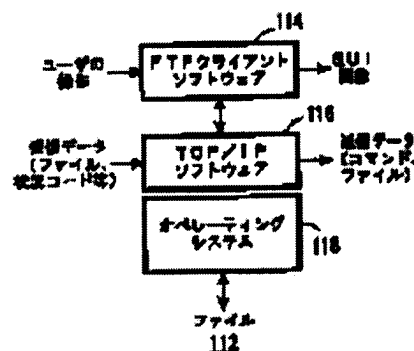 114
ユーザの
操作
FTPクライアント
ソフトウェア
GUI
画像
116
受信データ
(ファイル、
状況コード等)
TCP/IP
ソフトウェア
送信データ
(コマンド、
ファイル)
オペレーティング
システム
118
ファイル
112